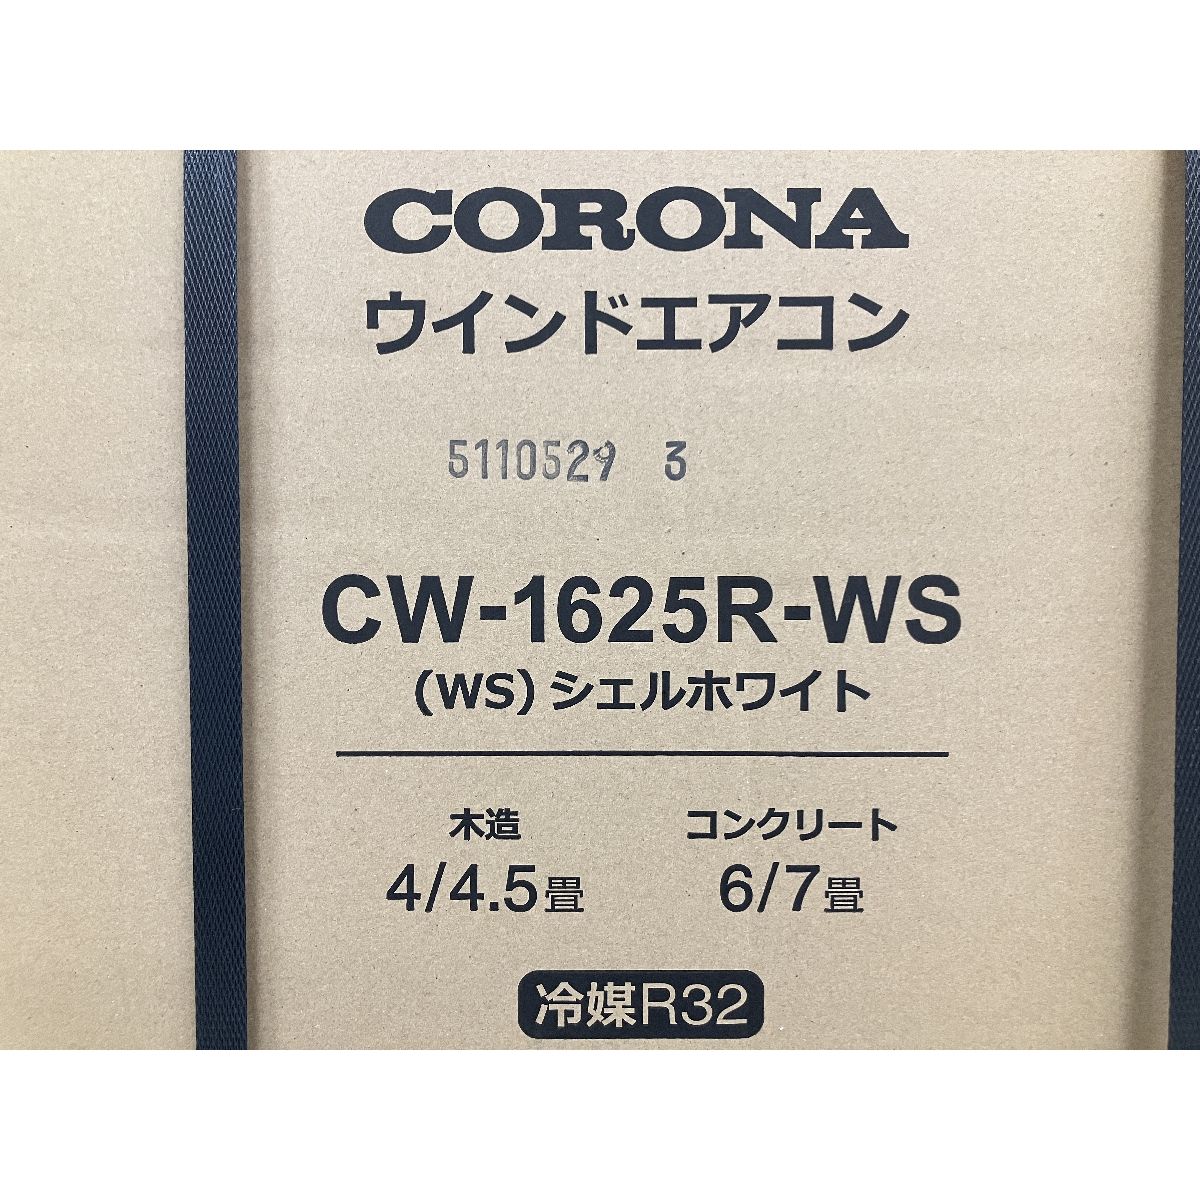 CORONA
ウインドエアコン
5110529 3
CW-1625R-WS
(WS)シェルホワイト
木造 コンクリート
4/4.5畳 6/7畳
冷媒R32